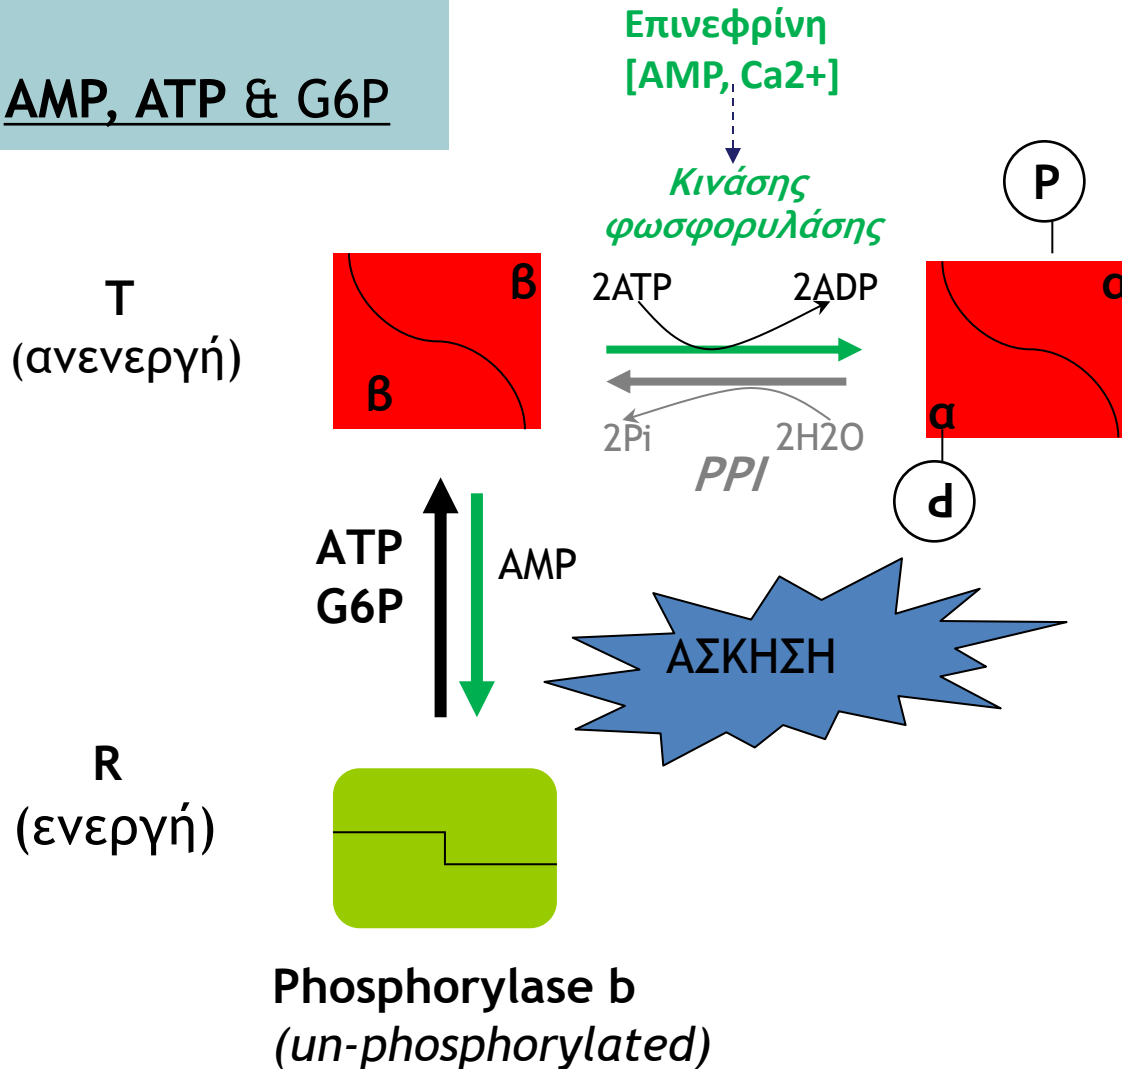 AMP, ATP & G6P
Επινεφρίνη
[AMP, Ca2+]
Κινάσης
φωσφορυλάσης
P
T
(ανενεργή)
β
β
2ATP
2ADP
α
α
2Pi
2H2O
PPI
P
ATP
G6P
AMP
ΑΣΚΗΣΗ
R
(ενεργή)
Phosphorylase b
(un-phosphorylated)